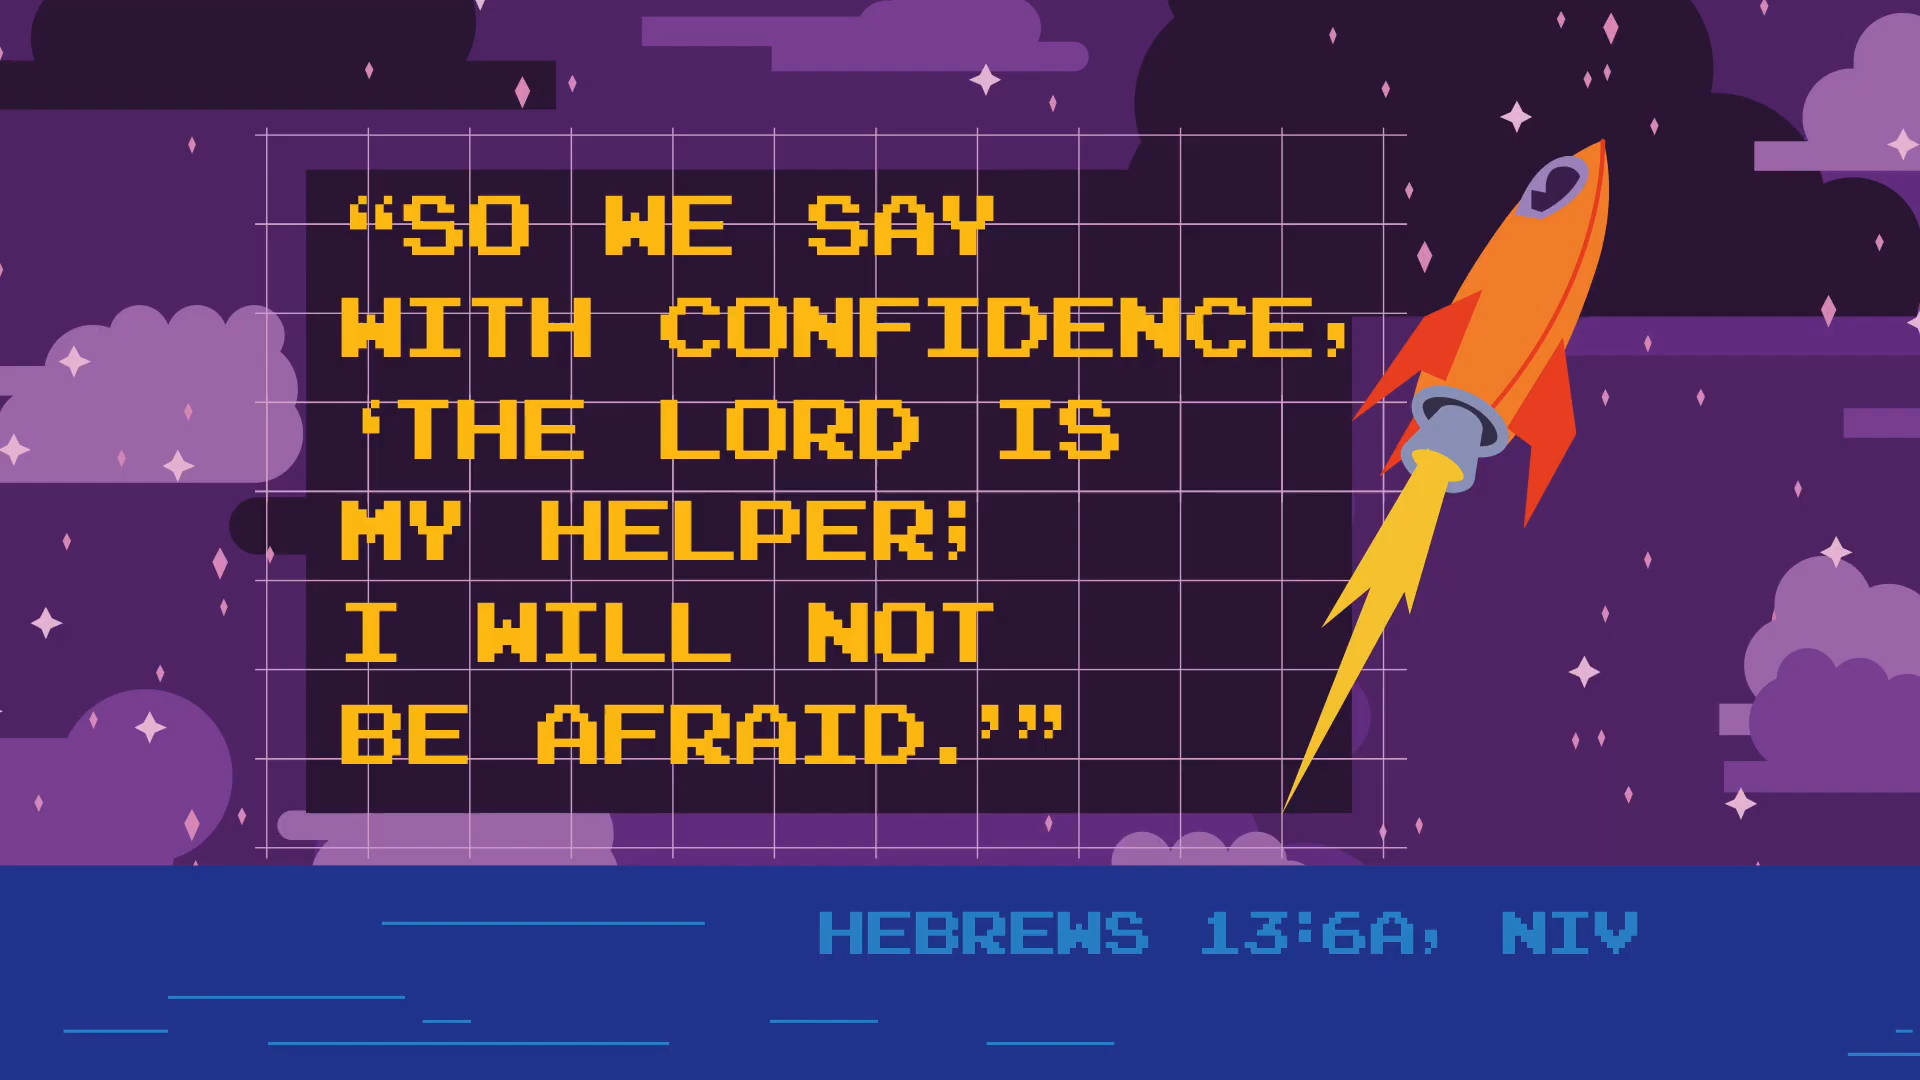 “SO WE SAY
WITH CONFIDENCE,
‘THE LORD IS
MY HELPER;
I WILL NOT
BE AFRAID.’”
HEBREWS 13:6A, NIV